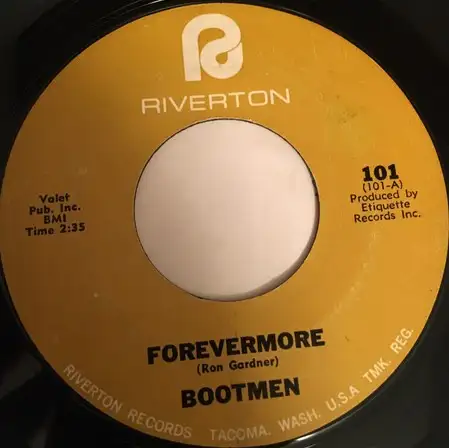 RIVERTON
Valet
Pub. Inc.
BMI
Time 2:35
101
(101-A)
Produced by
Etiquette
Records Inc.
FOREVERMORE
(Ron Gardner)
BOOTMEN
RIVERTON RECORDS TACOMA. WASH. U.S.A TMK. REG.